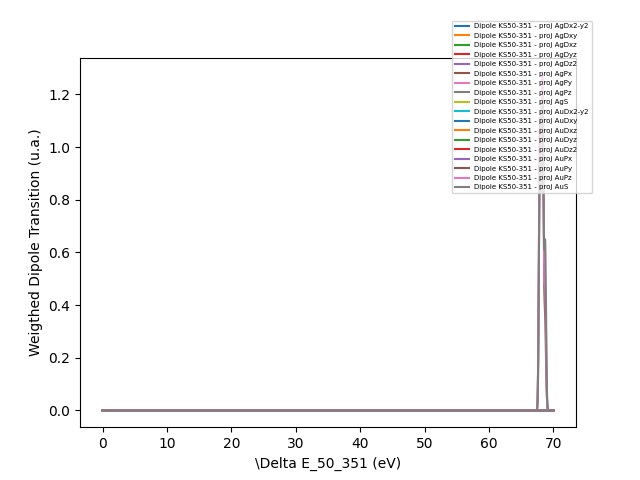 Dipole KS50-351 - proj AgDx2-y2
Dipole KS50-351 - proj AgDxy
Dipole KS50-351 - proj AgDxz
Dipole KS50-351 - proj AgDyz
Dipole KS50-351 - proj AgDz2
Dipole KS50-351 - proj AgPx
Dipole KS50-351 - proj AgPy
Dipole KS50-351 - proj AgPz
Dipole KS50-351 - proj AgS
Dipole KS50-351 - proj AuDx2-y2
Dipole KS50-351 - proj AuDxy
Dipole KS50-351 - proj AuDxz
Dipole KS50-351 - proj AuDyz
Dipole KS50-351 - proj AuDz2
Dipole KS50-351 - proj AuPx
Dipole KS50-351 - proj AuPy
Dipole KS50-351 - proj AuPz
Dipole KS50-351 - proj AuS
1.2
1.0
0.8
0.6
0.4
0.2
0.0
Weigthed Dipole Transition (u.a.)
0 10 20 30 40 50 60 70
\Delta E_50_351 (eV)